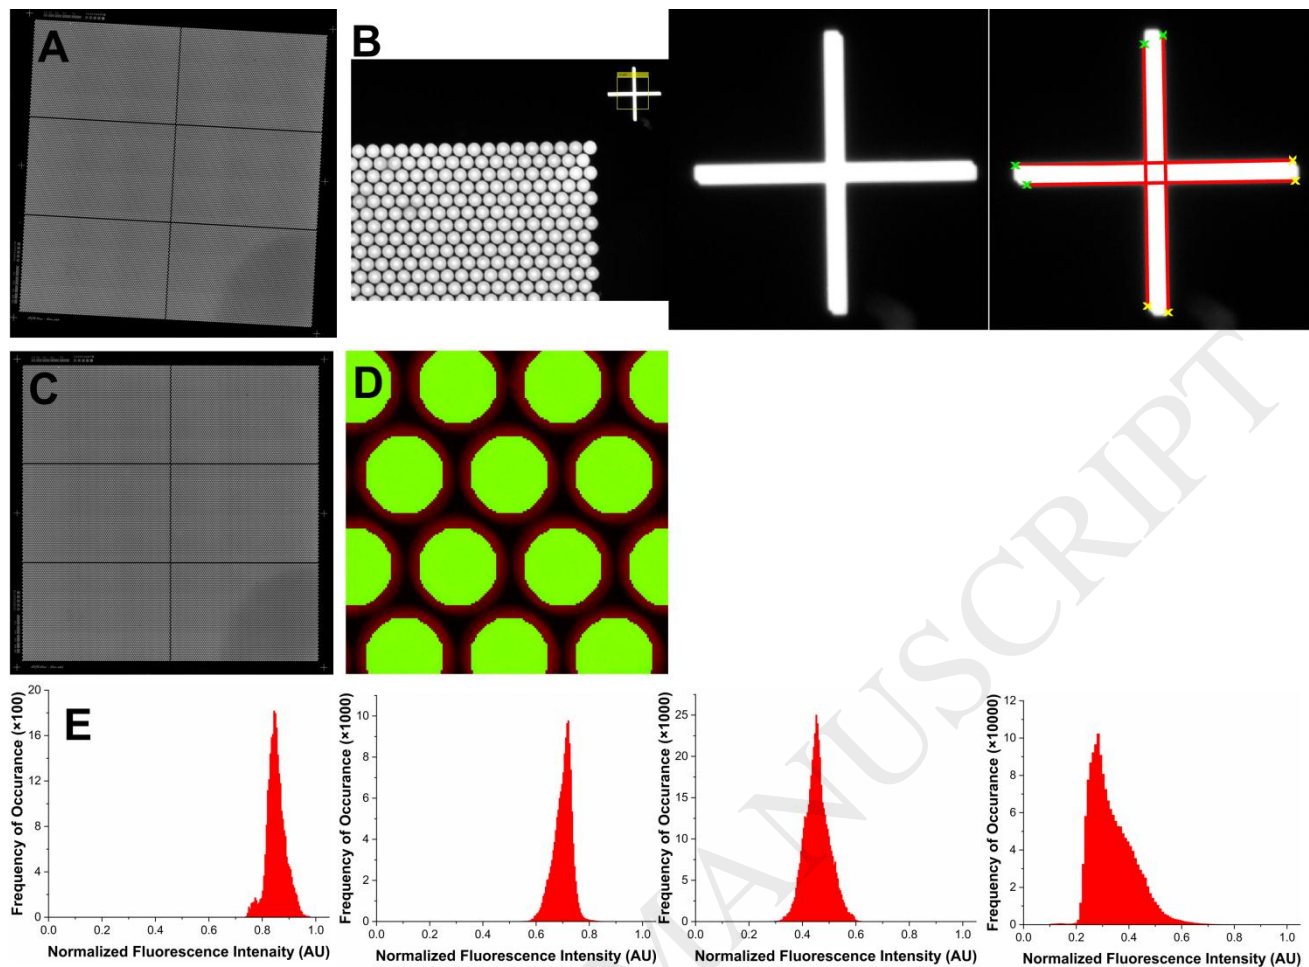 A
B
C
D
E
Frequency of Occurance (×100)
20
18
12
6
0
0.0 0.2 0.4 0.6 0.8 1.0
Normalized Fluorescence Intenaity (AU)
Frequency of Occurance (×1000)
10
8
6
4
2
0
0.0 0.2 0.4 0.6 0.8 1.0
Normalized Fluorescence Intensity (AU)
Frequency of Occurance (×1000)
25
20
15
10
5
0
0.0 0.2 0.4 0.6 0.8 1.0
Normalized Fluorescence Intensity (AU)
Frequency of Occurance (×10000)
12
10
8
6
4
2
0
0.0 0.2 0.4 0.6 0.8 1.0
Normalized Fluorescence Intensity (AU)
MANUSCRIPT